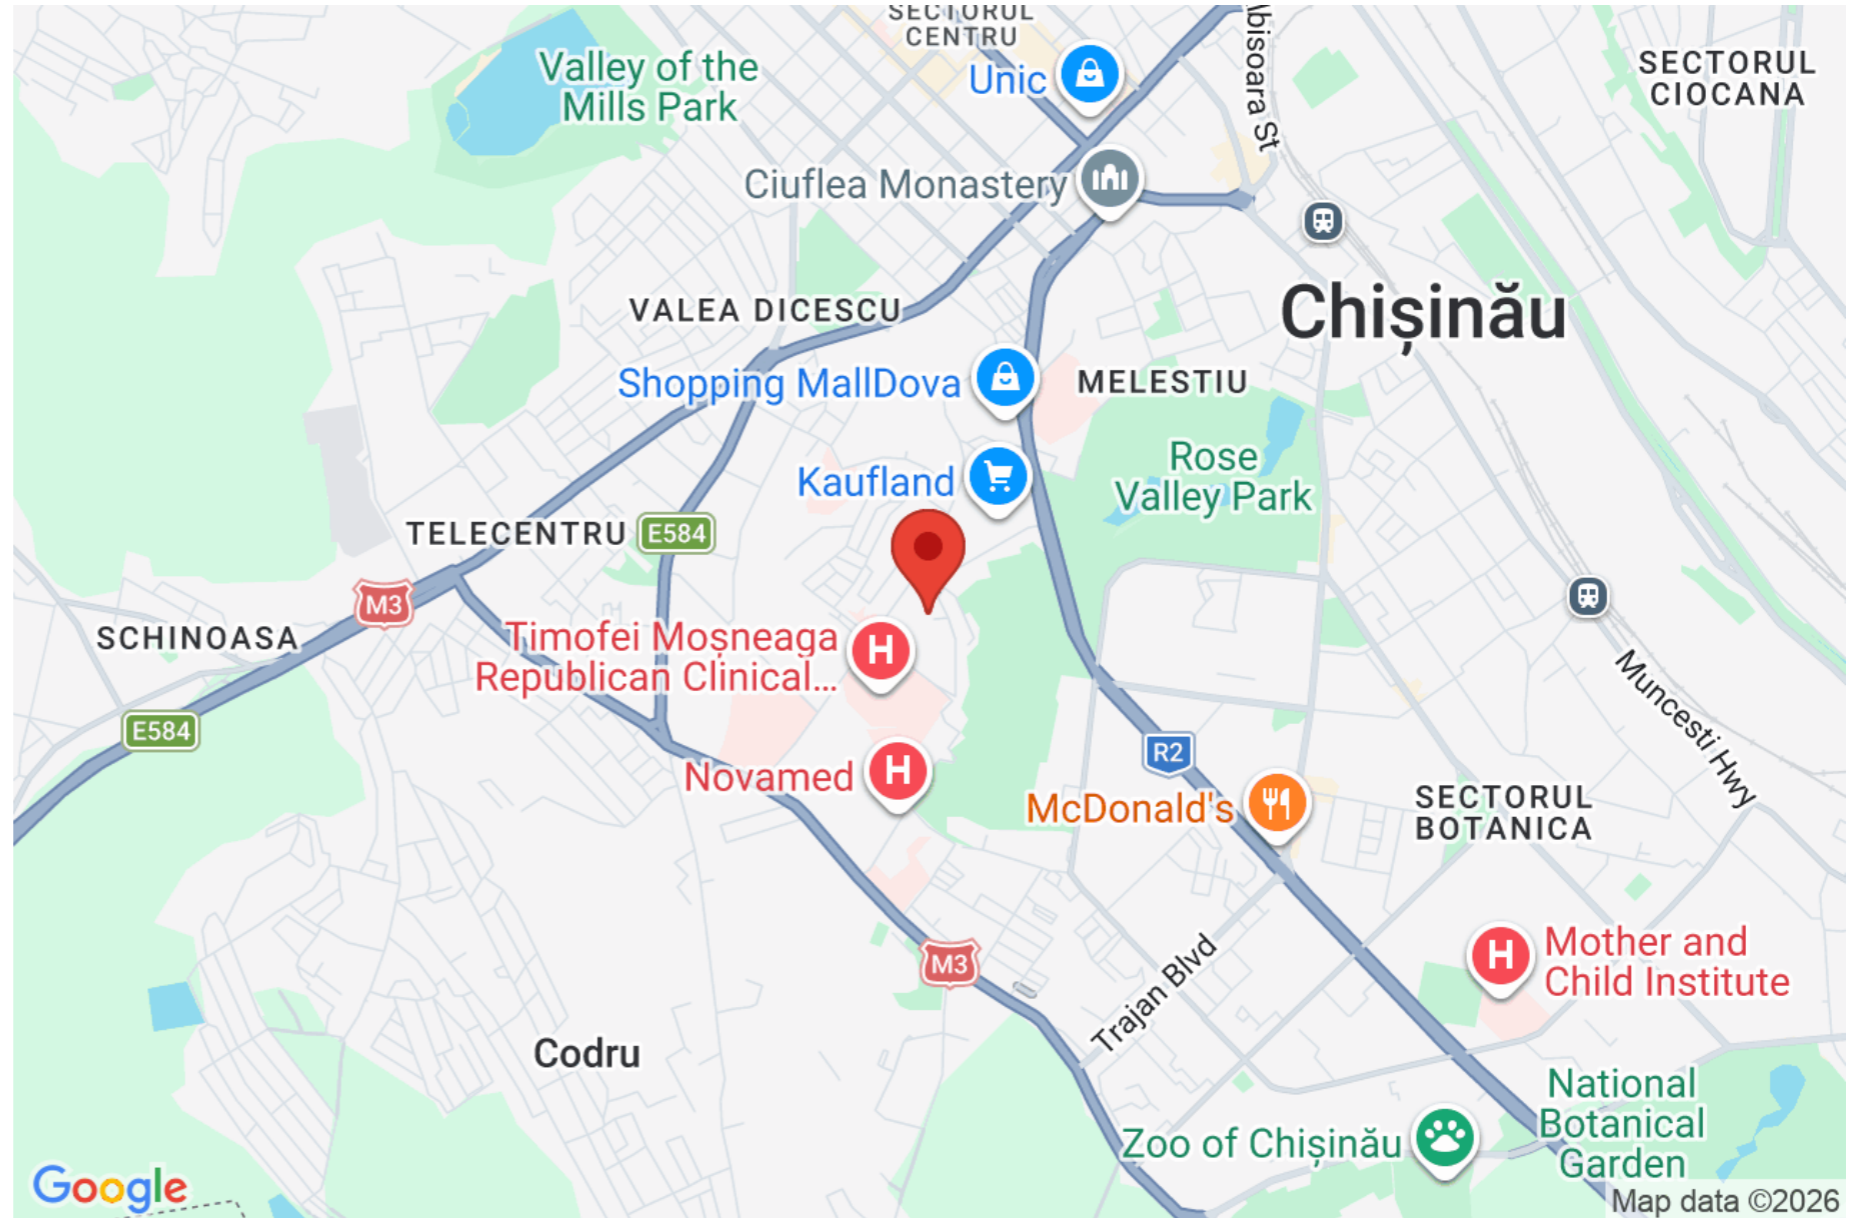 SECTORUL
CENTRU
Valley of the
Mills Park
Unic
Abisoara St
SECTORUL
CIOCANA
Ciuflea Monastery
VALEA DICESCU
Chișinău
Shopping MallDova
MELESTIU
Kaufland
Rose
Valley Park
TELECENTRU
E584
M3
SCHINOASA
Timofei Moșneaga
Republican Clinical...
E584
Muncesti Hwy
Novamed
R2
McDonald's
SECTORUL
BOTANICA
M3
Trajan Blvd
Mother and
Child Institute
Codru
National
Botanical
Garden
Zoo of Chișinău
Google
Map data ©2026